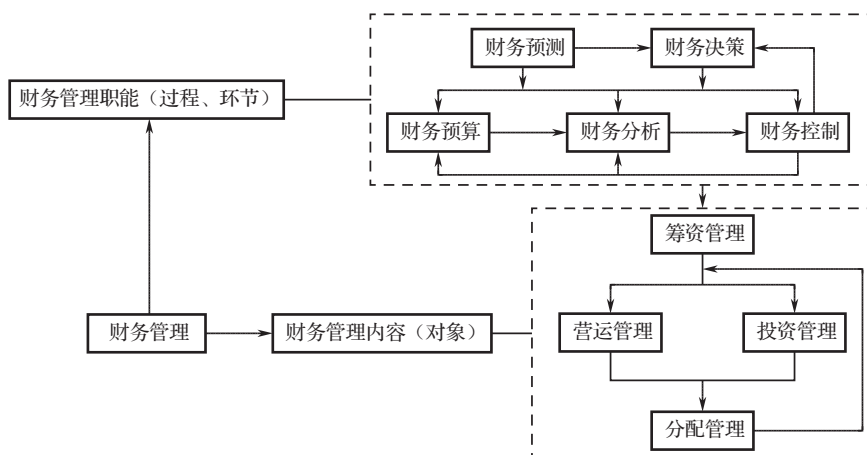 财务预测
财务决策
财务管理职能（过程、环节）
财务预算
财务分析
财务控制
筹资管理
财务管理
财务管理内容（对象）
营运管理
投资管理
分配管理